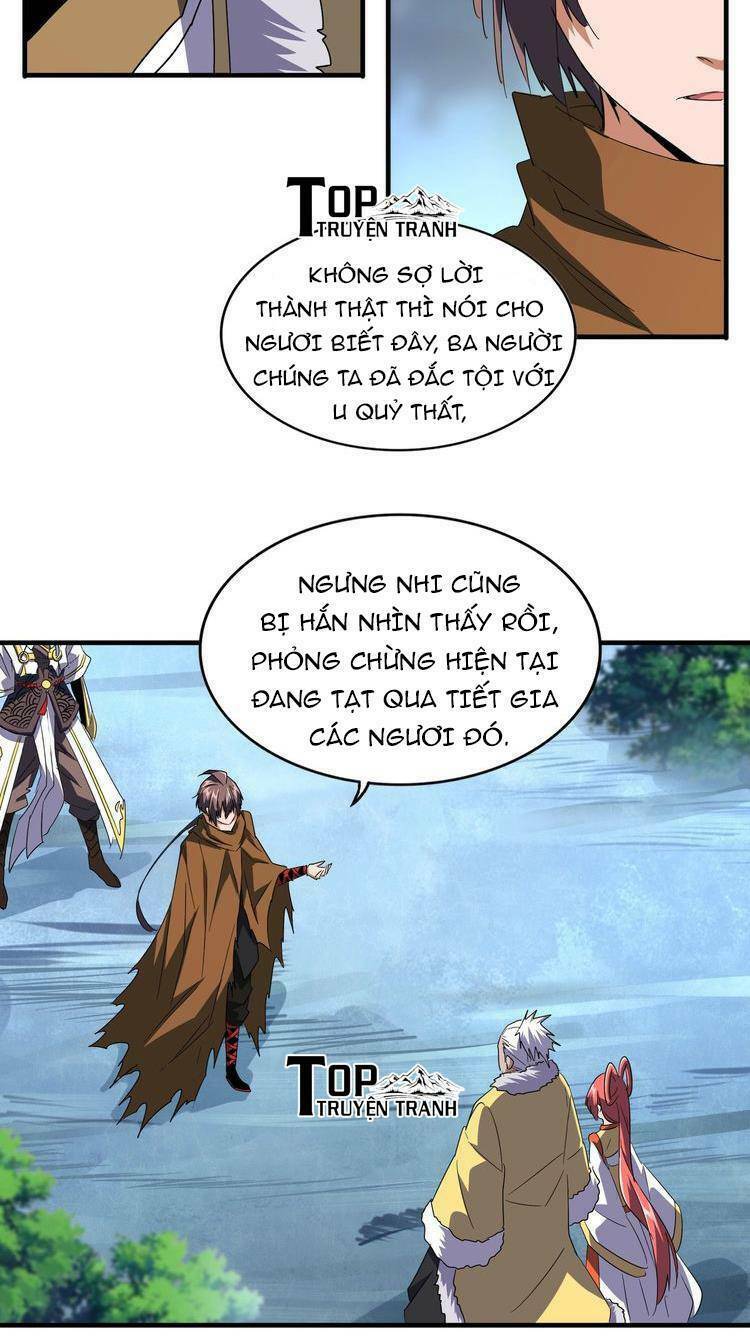 TOP
TRUYỆN TRANH
KHÔNG SỢ LỜI
THÀNH THẬT THÌ NÓI CHO
NGƯƠI BIẾT ĐÂY, BA NGƯỜI
CHÚNG TA ĐÃ ĐẮC TỘI VỚI
U QUỶ THẤT,
NGƯNG NHI CŨNG
BỊ HẮN NHÌN THẤY RỒI,
PHỎNG CHỪNG HIỆN TẠI
ĐANG TẠT QUA TIẾT GIA
CÁC NGƯƠI ĐÓ.
TOP
TRUYỆN TRANH